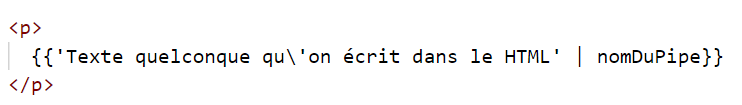 <p>
{{'Texte quelconque qu\'on écrit dans le HTML' | nomDuPipe}}
</p>